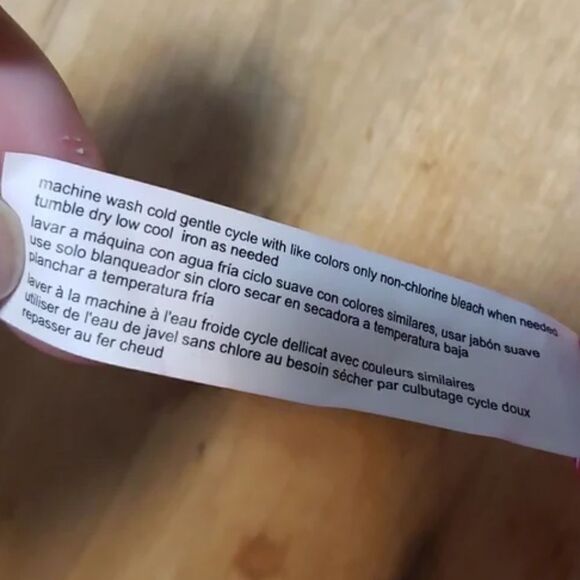 machine wash cold gentle cycle with like colors only non-chlorine bleach when needed
tumble dry low cool iron as needed
lavar a máquina con agua fría ciclo suave con colores similares, usar jabón suave
use solo blanqueador sin cloro secar en secadora a temperatura baja
planchar a temperatura fría
laver à la machine à l'eau froide cycle dellicat avec couleurs similaires
utiliser de l'eau de javel sans chlore au besoin sécher par culbutage cycle doux
repasser au fer cheud